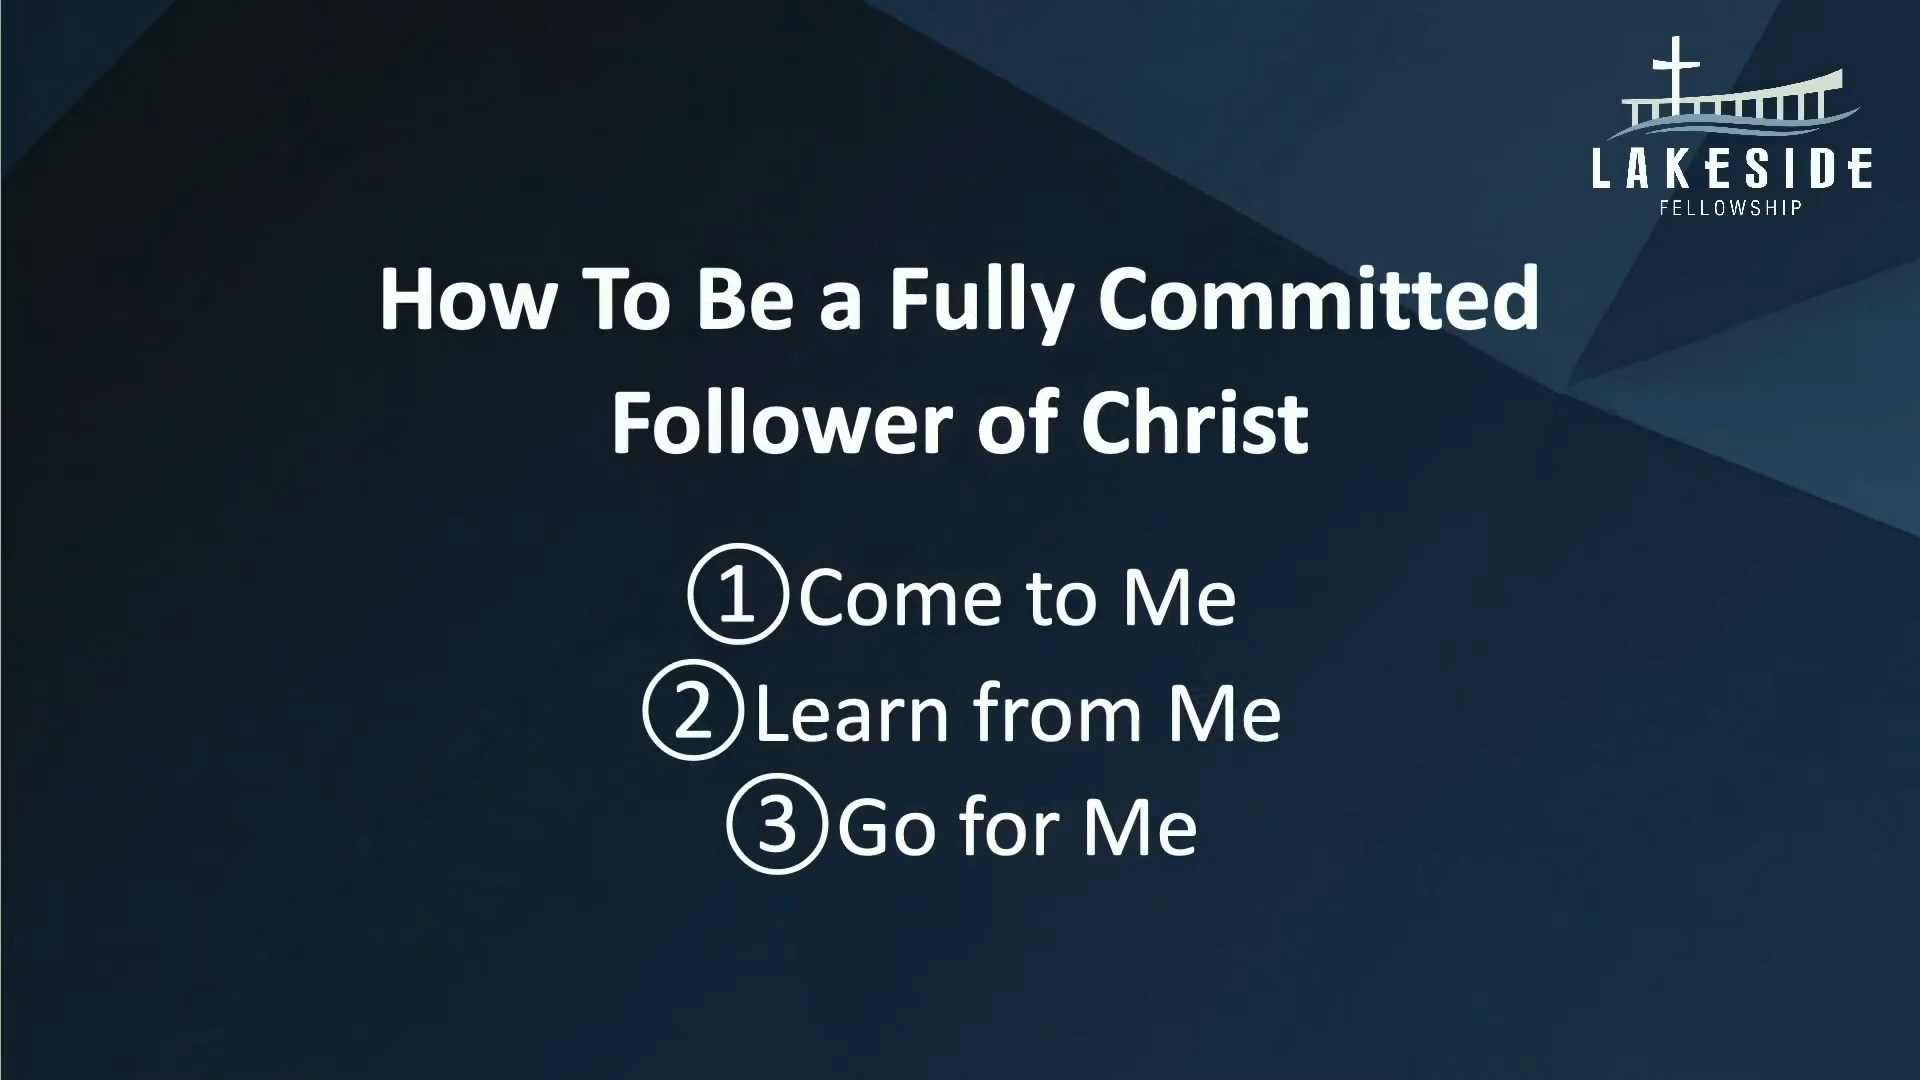 LAKESIDE
FELLOWSHIP
How To Be a Fully Committed
Follower of Christ
①Come to Me
②Learn from Me
③Go for Me